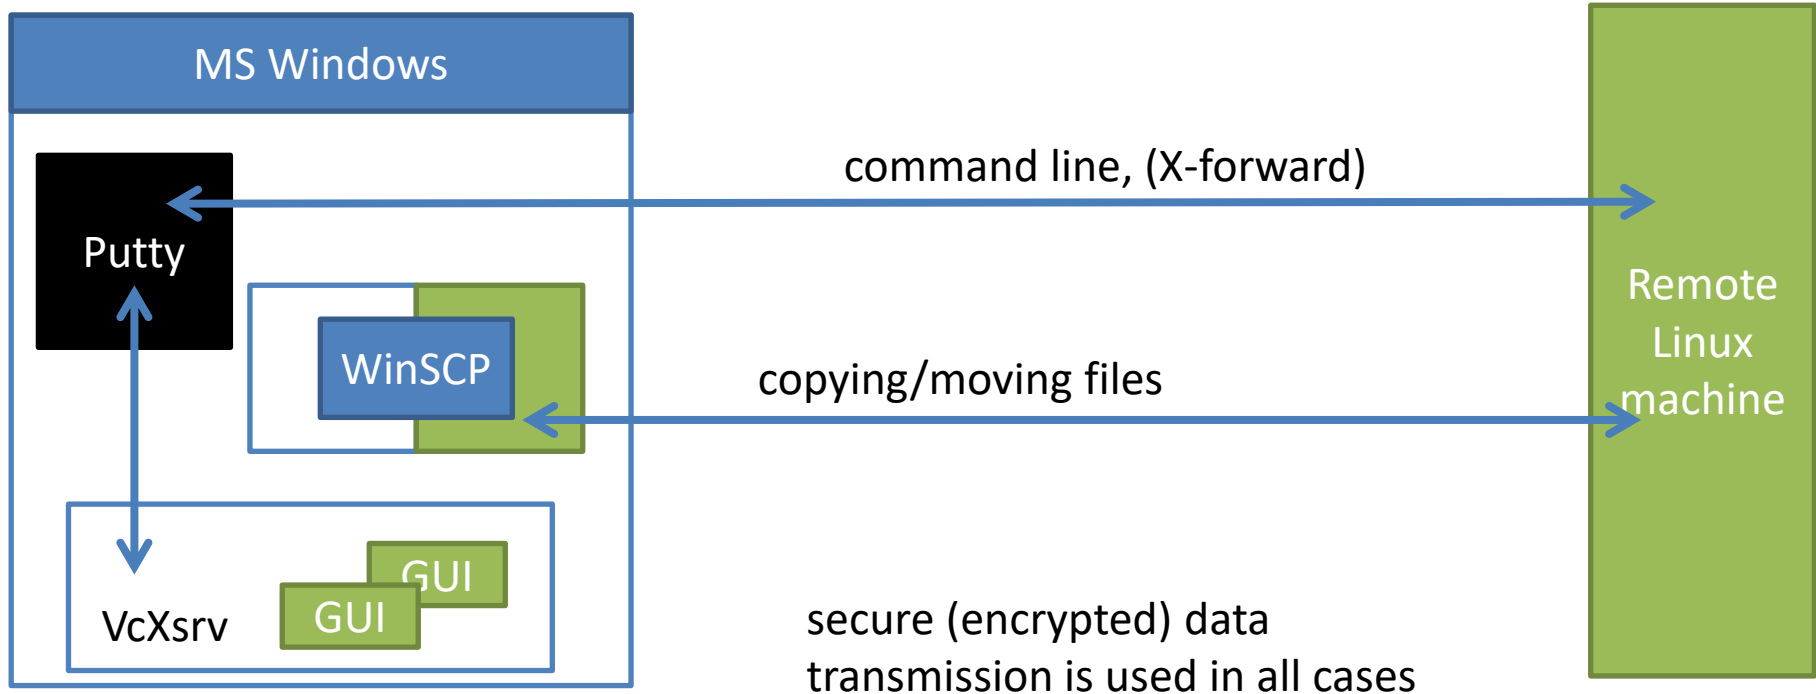 MS Windows
command line, (X-forward)
Putty
Remote
Linux
machine
WinSCP
copying/moving files
GUI
GUI
VcXsrv
secure (encrypted) data
transmission is used in all cases